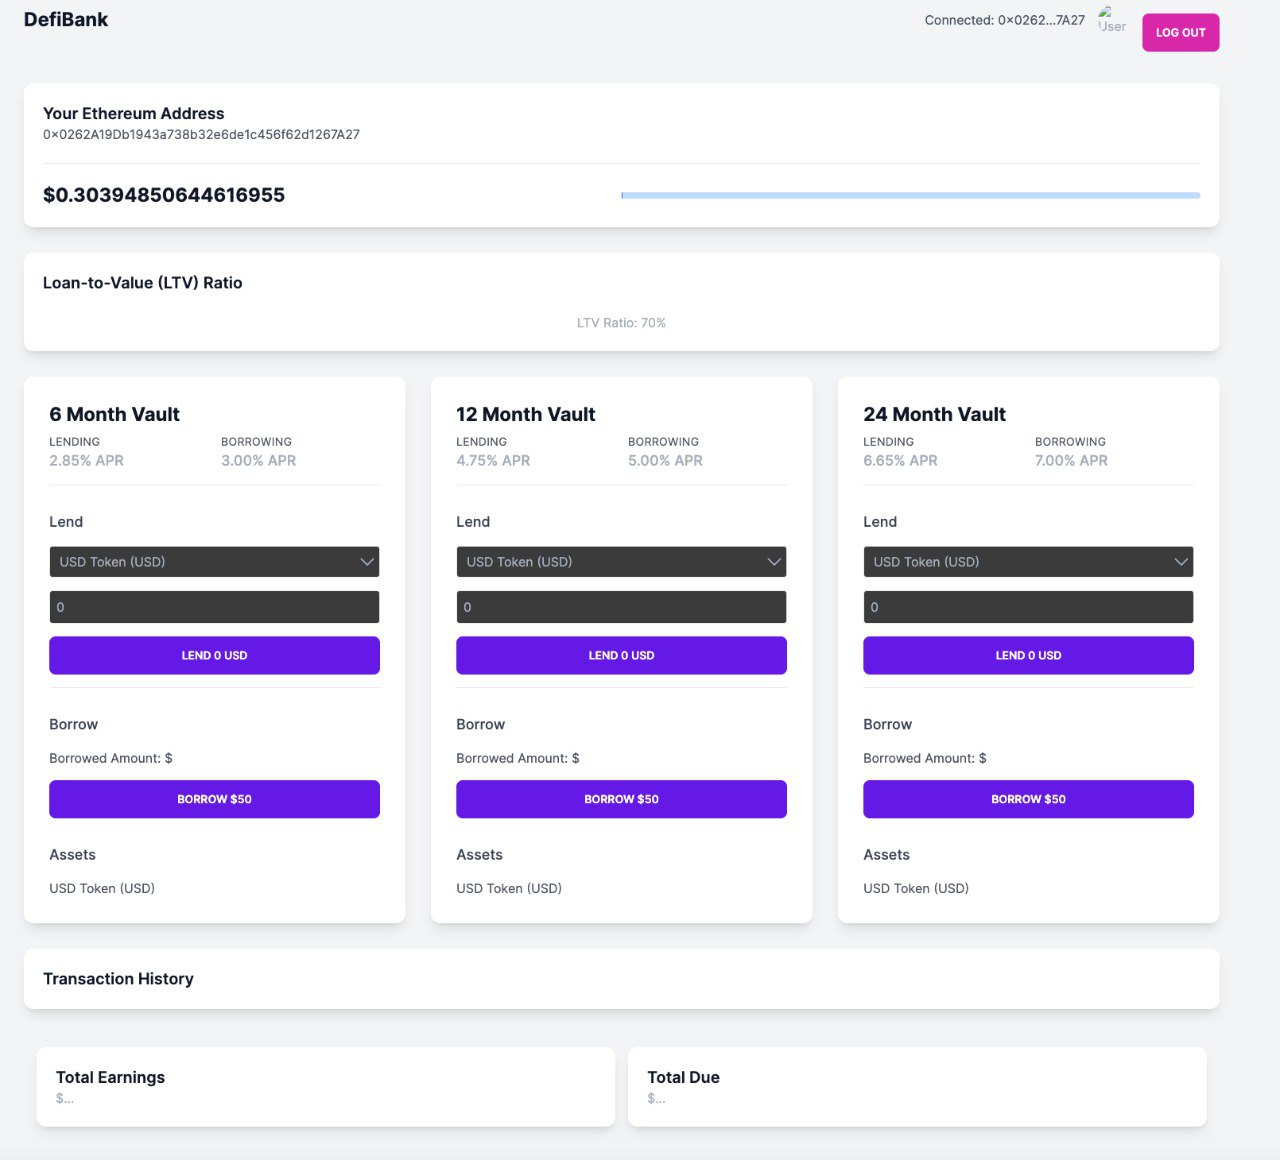 DefiBank
Connected: 0x0262...7A27
User
LOG OUT
Your Ethereum Address
0x0262A19Db1943a738b32e6de1c456f62d1267A27
$0.30394850644616955
Loan-to-Value (LTV) Ratio
LTV Ratio: 70%
6 Month Vault
LENDING BORROWING
2.85% APR 3.00% APR
Lend
USD Token (USD)
0
LEND 0 USD
Borrow
Borrowed Amount: $
BORROW $50
Assets
USD Token (USD)
12 Month Vault
LENDING BORROWING
4.75% APR 5.00% APR
Lend
USD Token (USD)
0
LEND 0 USD
Borrow
Borrowed Amount: $
BORROW $50
Assets
USD Token (USD)
24 Month Vault
LENDING BORROWING
6.65% APR 7.00% APR
Lend
USD Token (USD)
0
LEND 0 USD
Borrow
Borrowed Amount: $
BORROW $50
Assets
USD Token (USD)
Transaction History
Total Earnings
$...
Total Due
$...